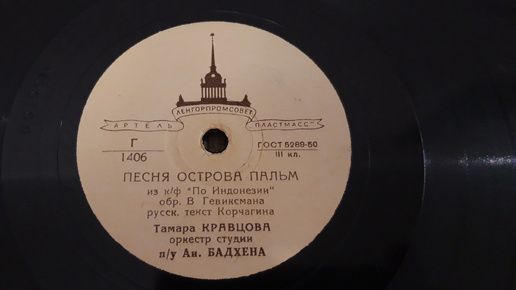 ЛЕНГОРПРОМСОВЕТ
АРТЕЛЬ ПЛАСТМАСС
Г ГОСТ 5289-50
1406 III кл.
ПЕСНЯ ОСТРОВА ПАЛЬМ
из к/ф "По Индонезии"
обр. В Гевиксмана
русск. текст Корчагина
Тамара КРАВЦОВА
оркестр студии
п/у Ан. БАДХЕНА